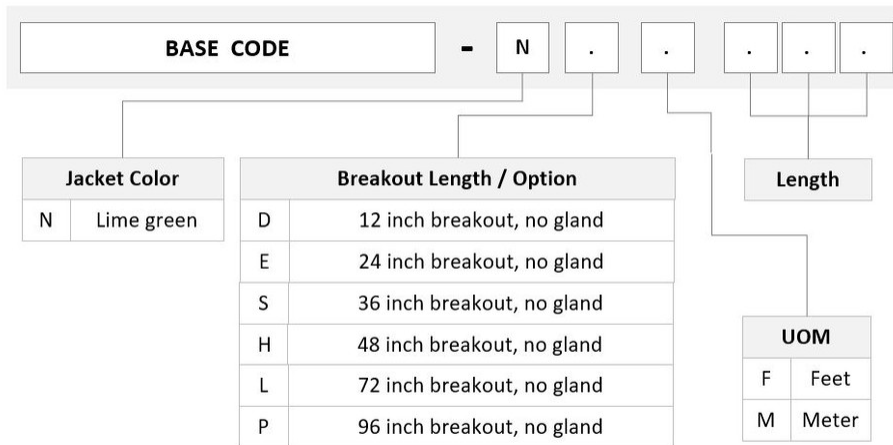 BASE CODE - N . . . . .
Jacket Color
N Lime green
Breakout Length / Option
D 12 inch breakout, no gland
E 24 inch breakout, no gland
S 36 inch breakout, no gland
H 48 inch breakout, no gland
L 72 inch breakout, no gland
P 96 inch breakout, no gland
Length
UOM
F Feet
M Meter